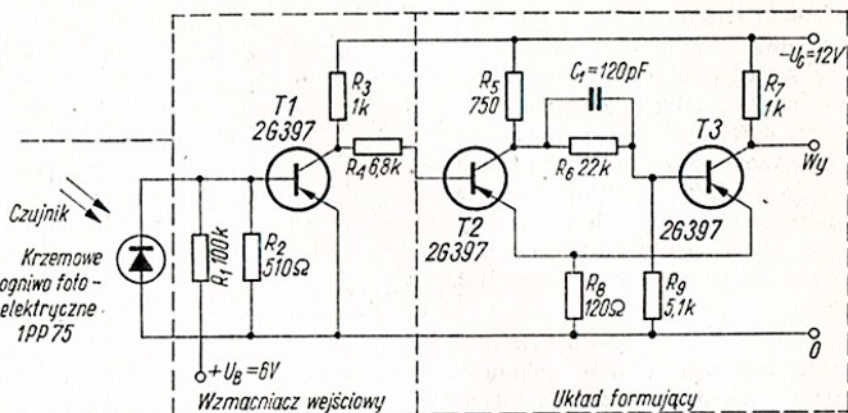 Czujnik
Krzemowe
ogniwo foto-
elektryczne
1PP75
R1 100k
R2
510Ω
+UB=6V
T1
2G397
R3
1k
R4 6,8k
Wzmacniacz wejściowy
R5
750
C1=120pF
R6 22k
T2
2G397
T3
2G397
R7
1k
-UC=12V
Wy
R8
120Ω
R9
5,1k
0
Układ formujący